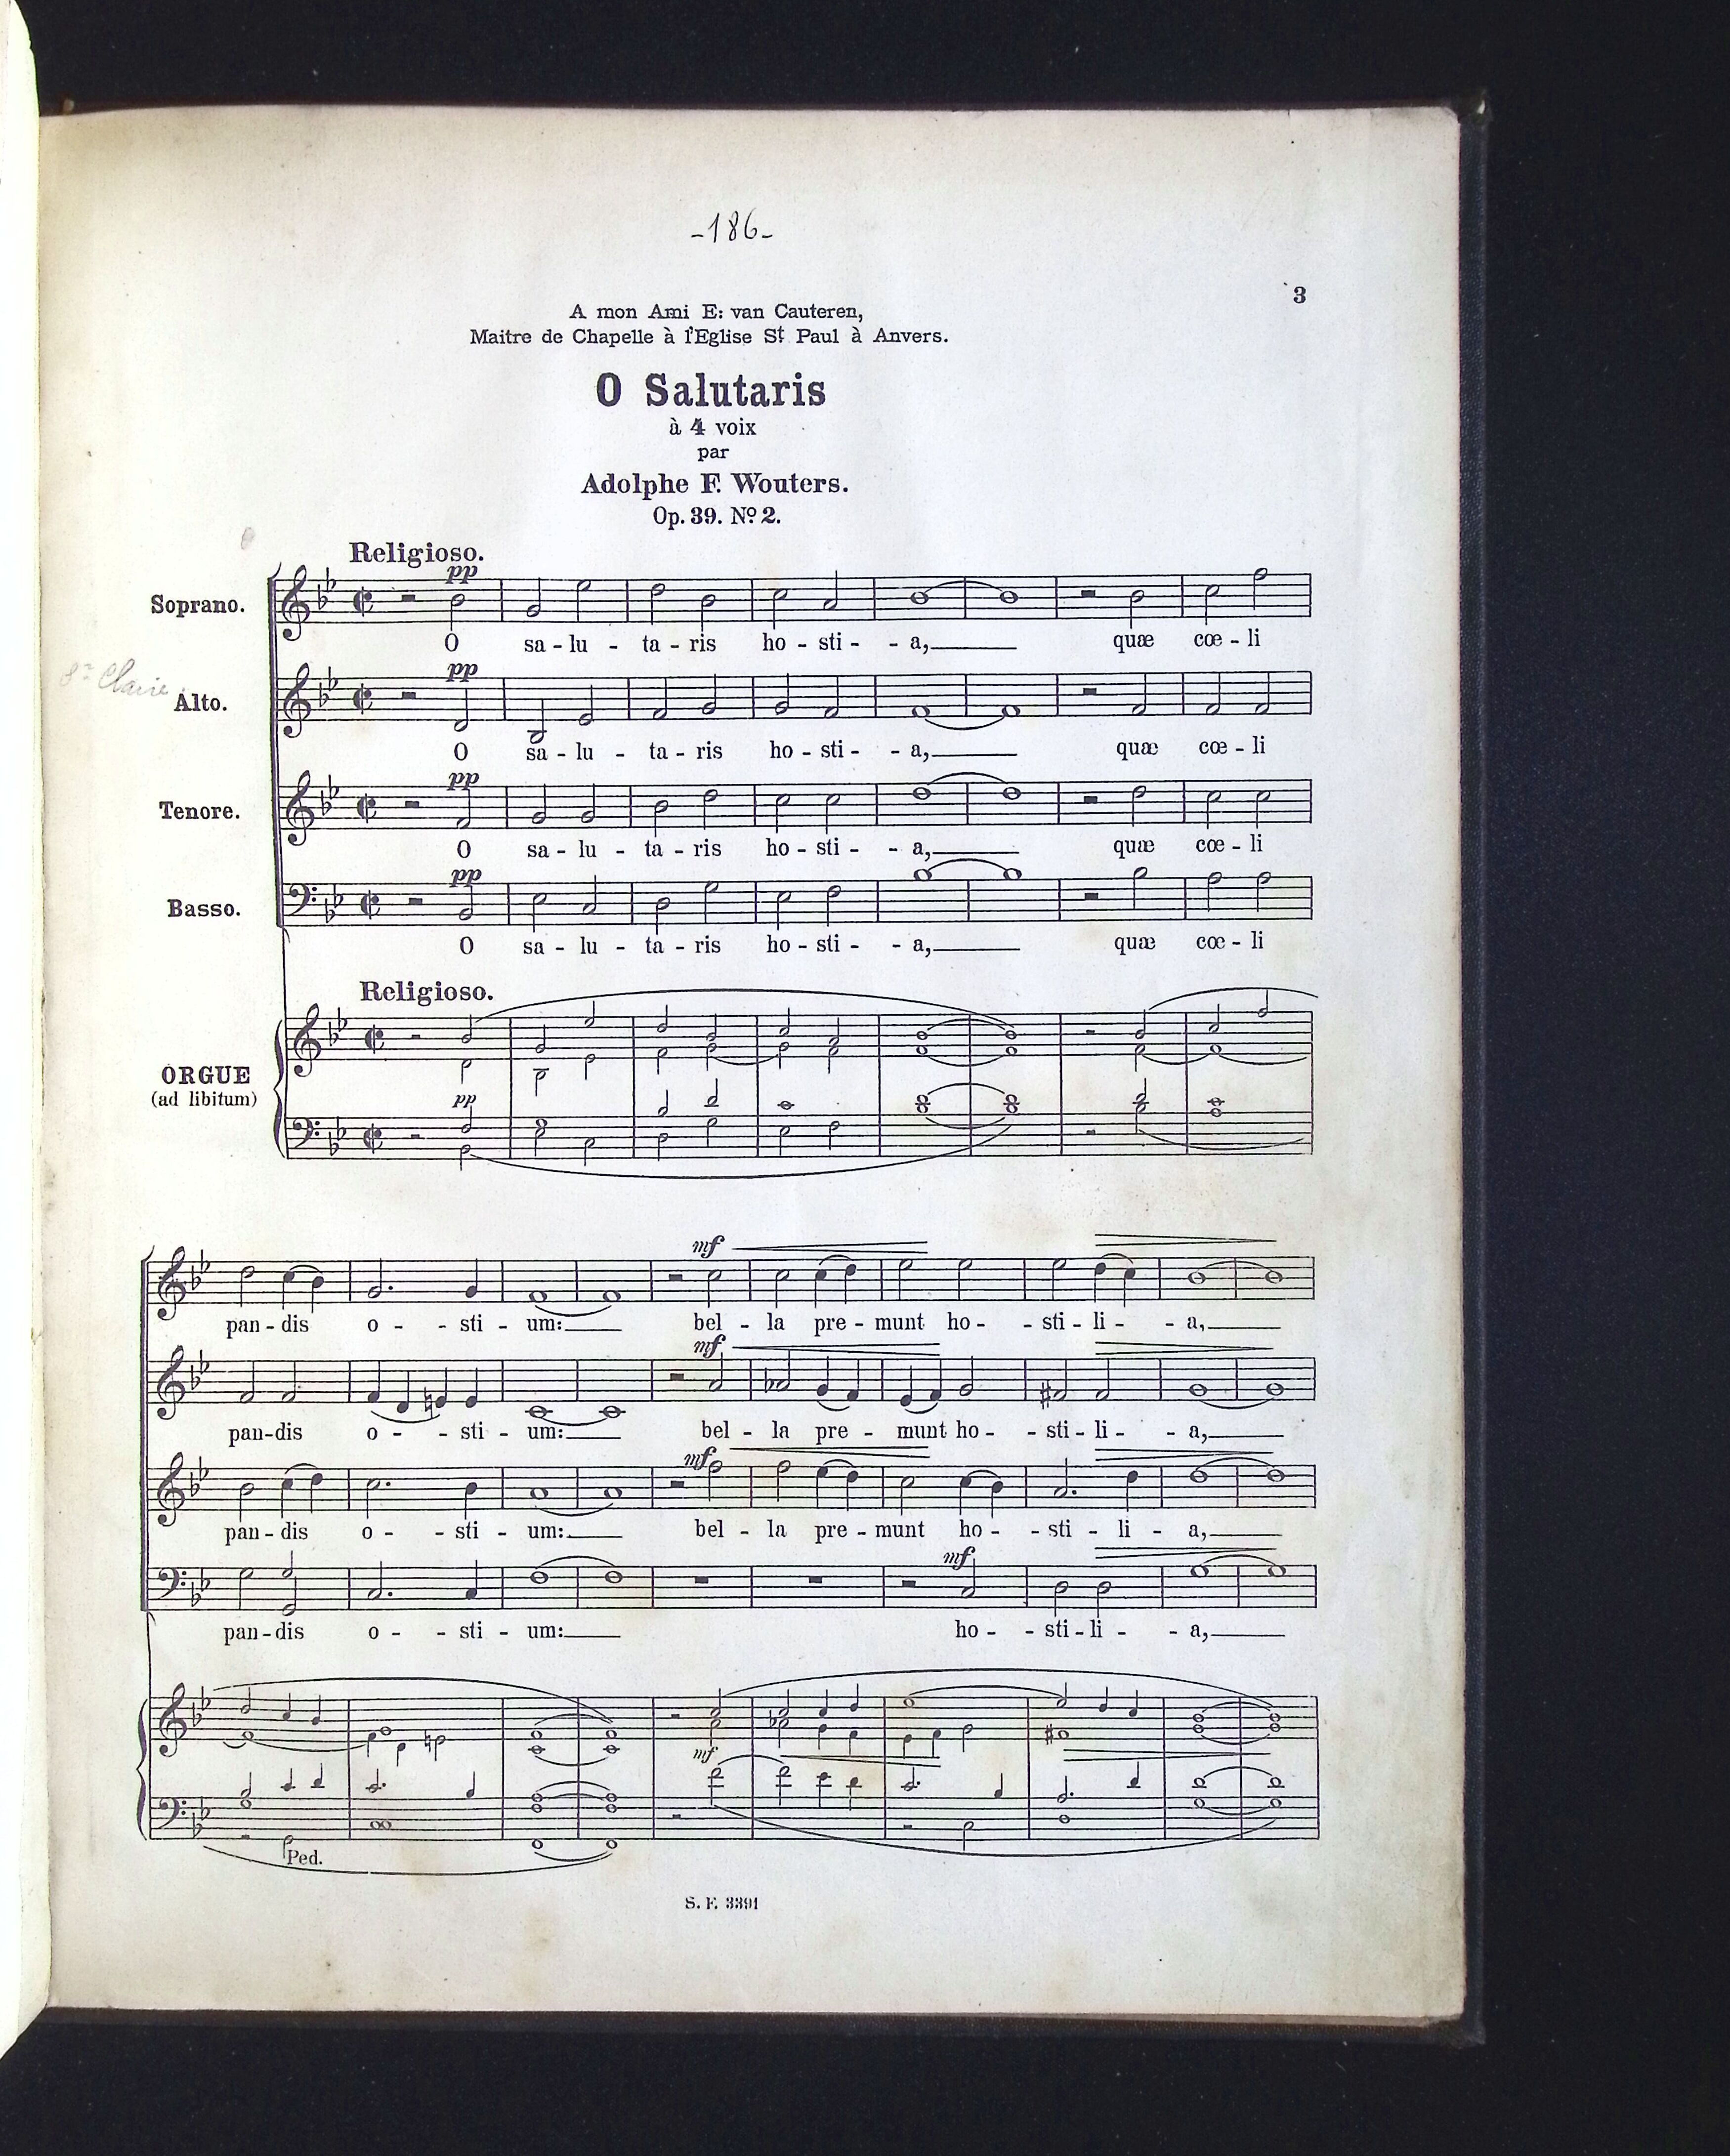 -186-
3
A mon Ami E: van Cauteren,
Maitre de Chapelle à l'Eglise St Paul à Anvers.
O Salutaris
à 4 voix
par
Adolphe F. Wouters.
Op. 39. No 2.
Religioso.
pp
Soprano.
O sa - lu - ta - ris ho - sti - - a, quæ cœ - li
pp
Claire
Alto.
O sa - lu - ta - ris ho - sti - - a, quæ cœ - li
pp
Tenore.
O sa - lu - ta - ris ho - sti - - a, quæ cœ - li
pp
Basso.
O sa - lu - ta - ris ho - sti - - a, quæ cœ - li
Religioso.
ORGUE
(ad libitum)
pp
mf
pan - dis o - - sti - um: bel - la pre - munt ho - - sti - li - - a,
mf
pan - dis o - - sti - um: bel - la pre - munt ho - - sti - li - - a,
mf
pan - dis o - - sti - um: bel - la pre - munt ho - - sti - li - a,
mf
pan - dis o - - sti - um: ho - - sti - li - - a,
mf
Ped.
S. F. 3391